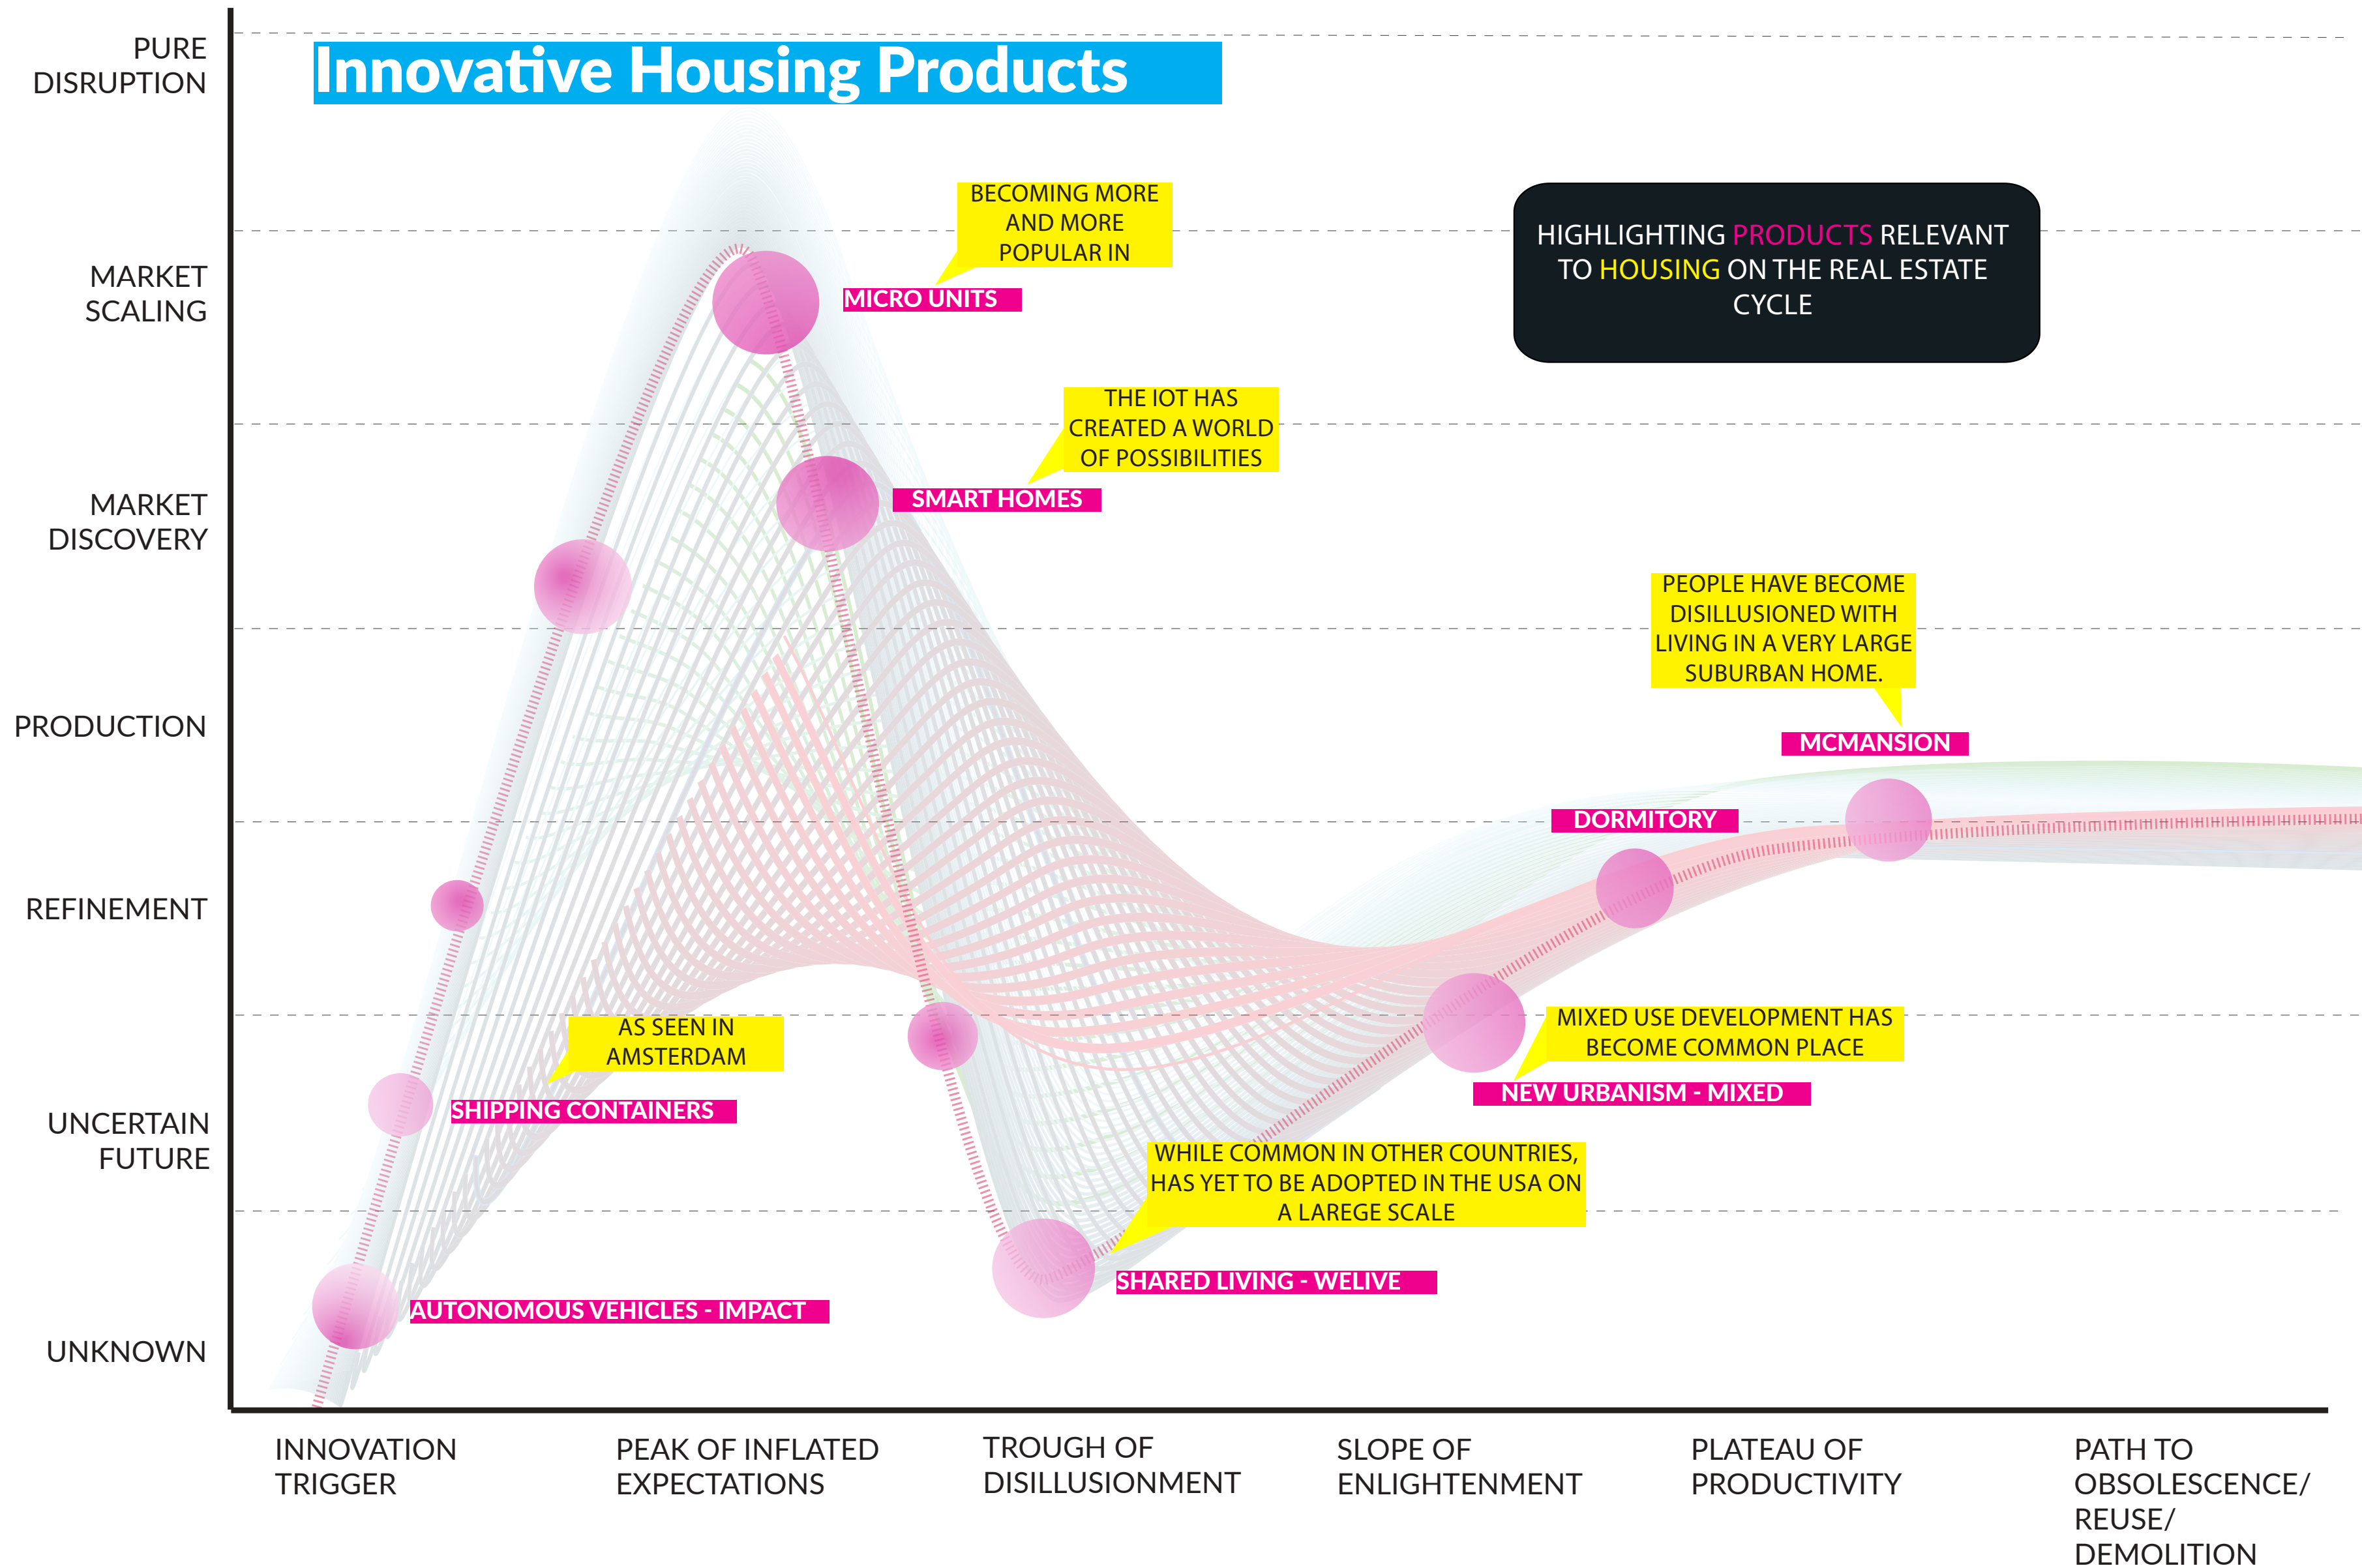 PURE
DISRUPTION
Innovative Housing Products
BECOMING MORE
AND MORE
POPULAR IN
MICRO UNITS
HIGHLIGHTING PRODUCTS RELEVANT
TO HOUSING ON THE REAL ESTATE
CYCLE
MARKET
SCALING
THE IOT HAS
CREATED A WORLD
OF POSSIBILITIES
SMART HOMES
MARKET
DISCOVERY
PEOPLE HAVE BECOME
DISILLUSIONED WITH
LIVING IN A VERY LARGE
SUBURBAN HOME.
MCMANSION
PRODUCTION
DORMITORY
REFINEMENT
AS SEEN IN
AMSTERDAM
SHIPPING CONTAINERS
MIXED USE DEVELOPMENT HAS
BECOME COMMON PLACE
NEW URBANISM - MIXED
UNCERTAIN
FUTURE
WHILE COMMON IN OTHER COUNTRIES,
HAS YET TO BE ADOPTED IN THE USA ON
A LAREGE SCALE
SHARED LIVING - WELIVE
AUTONOMOUS VEHICLES - IMPACT
UNKNOWN
INNOVATION
TRIGGER
PEAK OF INFLATED
EXPECTATIONS
TROUGH OF
DISILLUSIONMENT
SLOPE OF
ENLIGHTENMENT
PLATEAU OF
PRODUCTIVITY
PATH TO
OBSOLESCENCE/
REUSE/
DEMOLITION